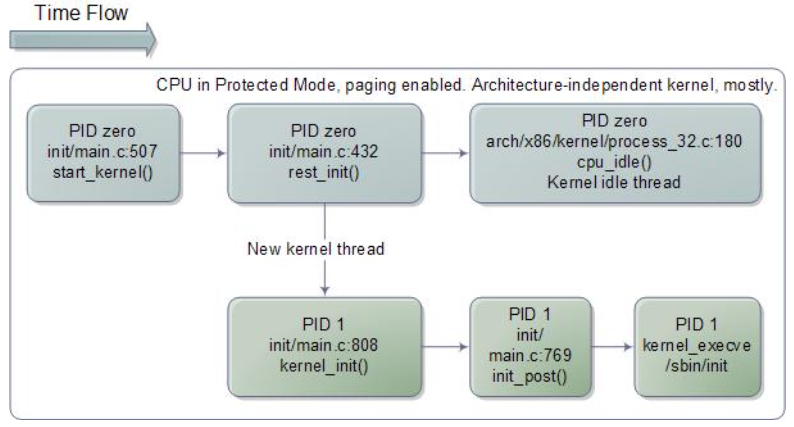 Time Flow
CPU in Protected Mode, paging enabled. Architecture-independent kernel, mostly.
PID zero
init/main.c:507
start_kernel()
PID zero
init/main.c:432
rest_init()
PID zero
arch/x86/kernel/process_32.c:180
cpu_idle()
Kernel idle thread
New kernel thread
PID 1
init/main.c:808
kernel_init()
PID 1
init/
main.c:769
init_post()
PID 1
kernel_execve
/sbin/init